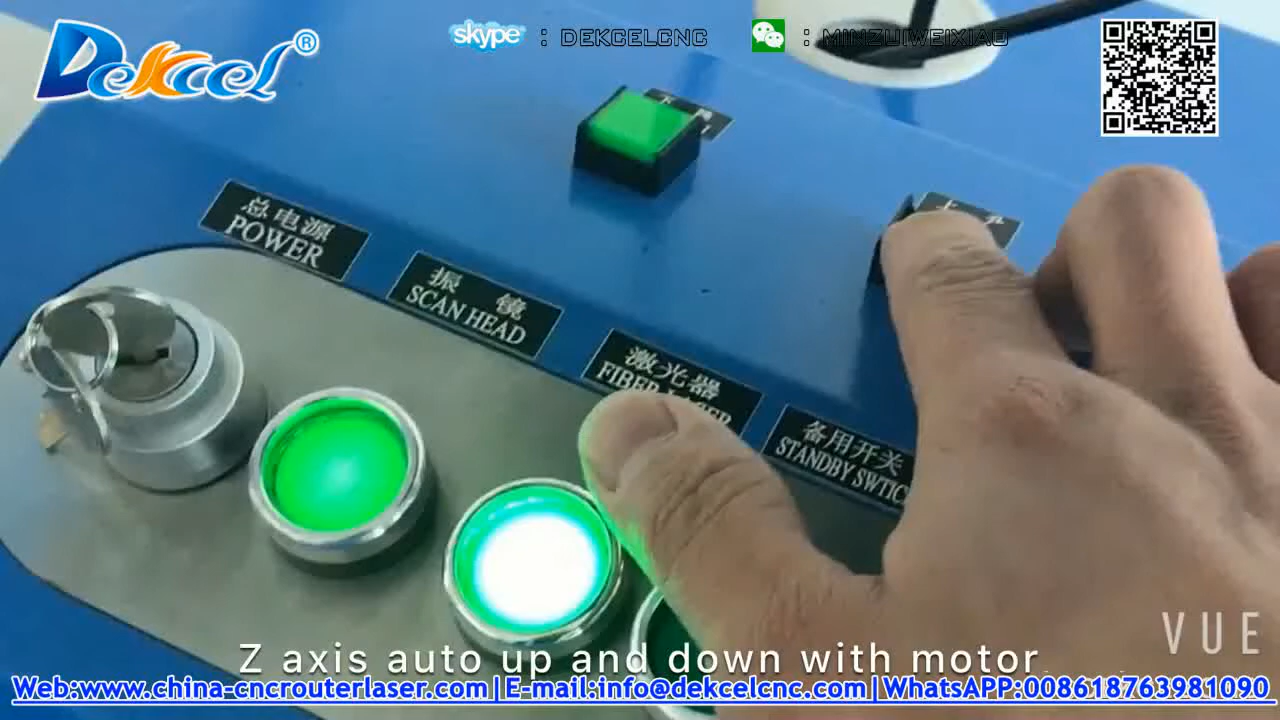 Dekcel®
skype : DEKCELCNC
: MINZUIWEIXIAO
总电源
POWER
振 镜
SCAN HEAD
激光器
FIBER LASER
备用开关
STANDBY SWTIC
Z axis auto up and down with motor
VUE
Web:www.china-cncrouterlaser.com|E-mail:info@dekcelcnc.com|WhatsAPP:008618763981090